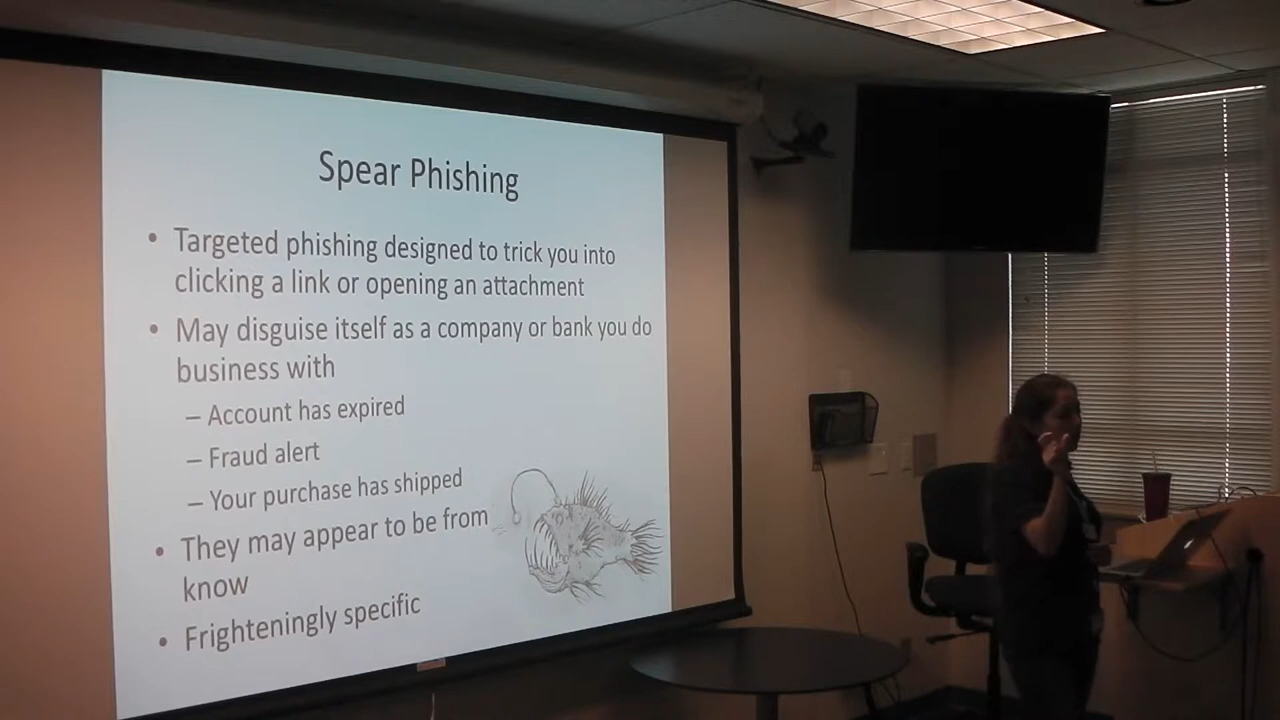 Spear Phishing
• Targeted phishing designed to trick you into
clicking a link or opening an attachment
• May disguise itself as a company or bank you do
business with
– Account has expired
– Fraud alert
– Your purchase has shipped
• They may appear to be from
know
• Frighteningly specific